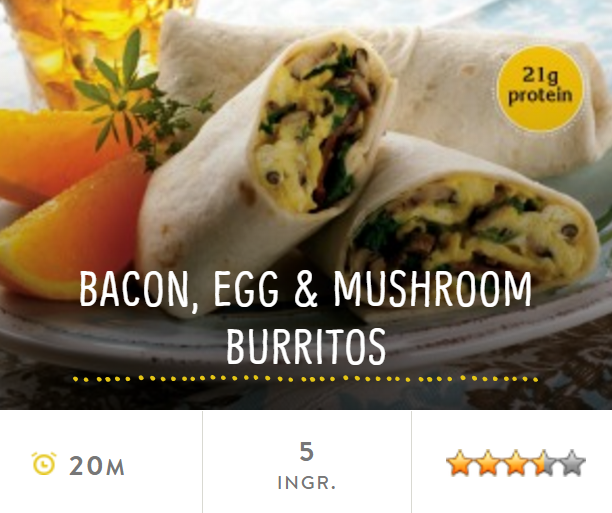 21g
protein
BACON, EGG & MUSHROOM
BURRITOS
20M
5
INGR.